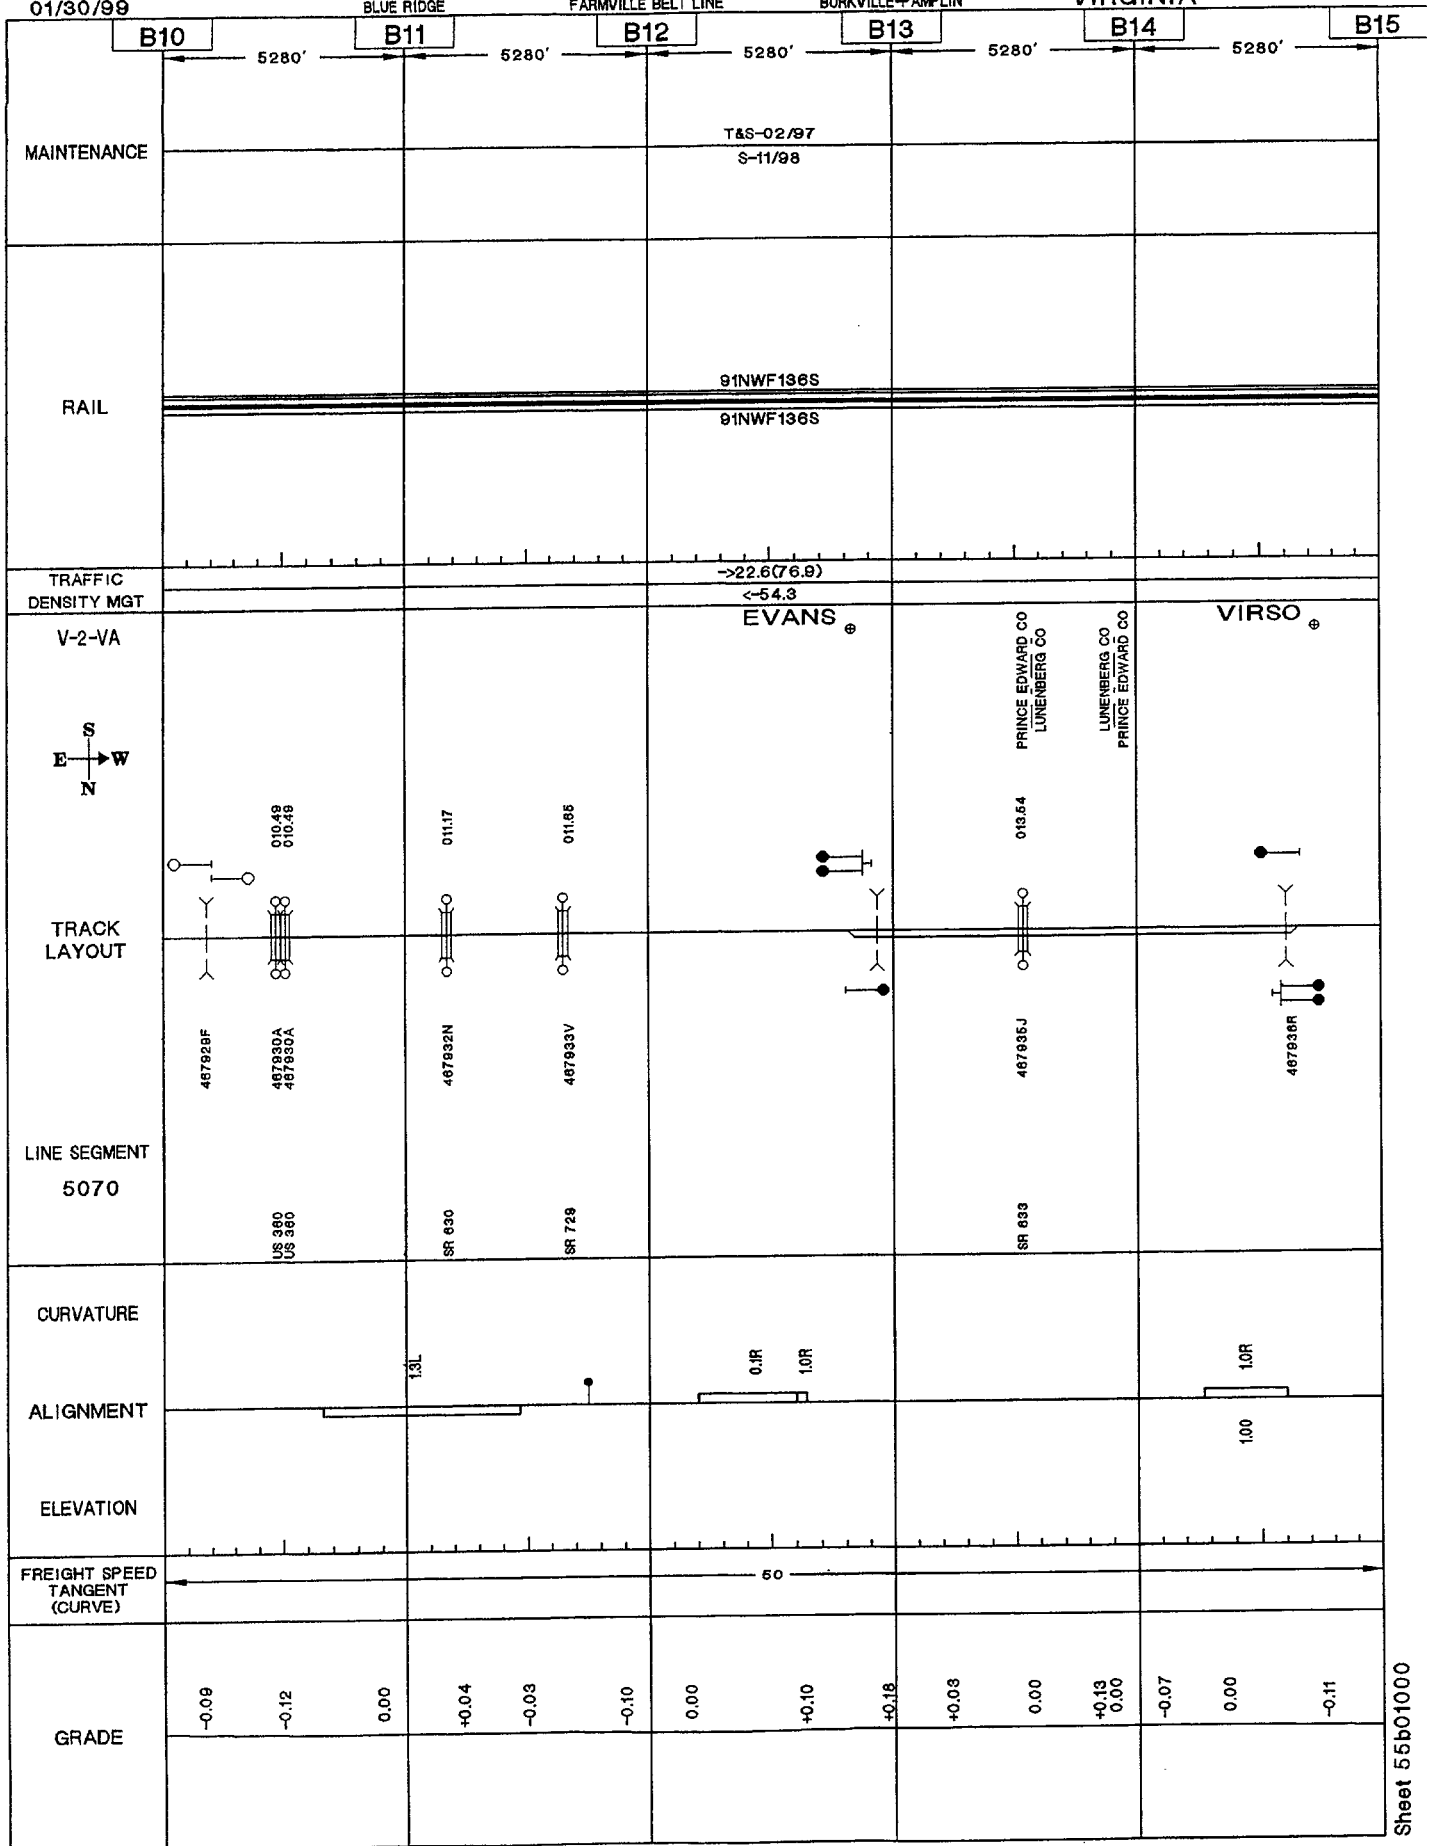 01/30/99 BLUE RIDGE FARMVILLE BELT LINE VIRGINIA
B10 B11 B12 B13 B14 B15
5280' 5280' 5280' 5280' 5280'
MAINTENANCE
T&S-02/97
S-11/98
RAIL
91NWF136S
91NWF136S
TRAFFIC
DENSITY MGT
->22.6(76.9)
<-54.3
V-2-VA
EVANS
VIRSO
PRINCE EDWARD CO
LUNENBERG CO
LUNENBERG CO
PRINCE EDWARD CO
S
E W
N
010.49
010.49
011.17
011.65
013.54
TRACK
LAYOUT
467929F
467930A
467930A
467932N
467933V
467935J
467936R
LINE SEGMENT
5070
US 360
US 360
SR 630
SR 729
SR 633
CURVATURE
1.3L
0.1R
1.0R
1.0R
ALIGNMENT
1.00
ELEVATION
FREIGHT SPEED
TANGENT
(CURVE)
50
GRADE
-0.09
-0.12
0.00
+0.04
-0.03
-0.10
0.00
+0.10
+0.18
+0.03
0.00
+0.13
0.00
-0.07
0.00
-0.11
Sheet 55b01000